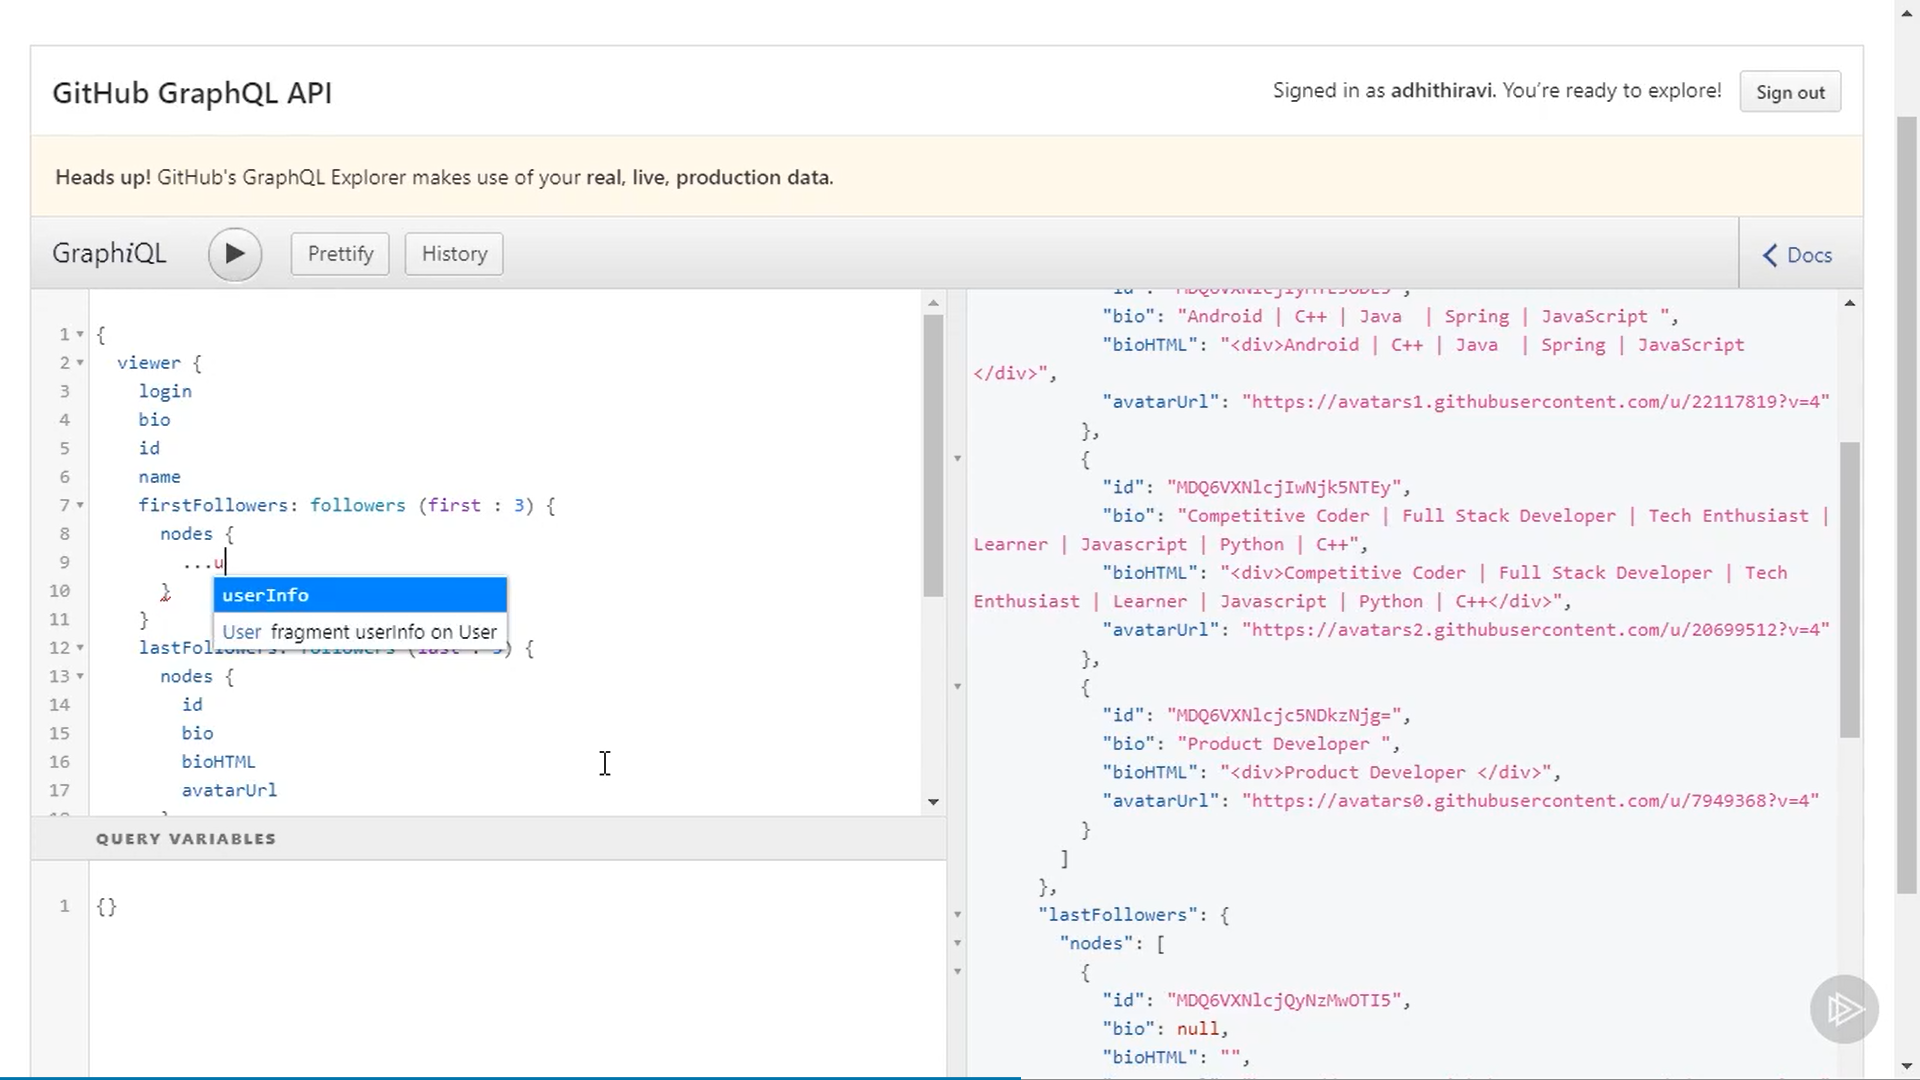 GitHub GraphQL API
Signed in as adhithiravi. You're ready to explore!
Sign out
Heads up! GitHub's GraphQL Explorer makes use of your real, live, production data.
GraphiQL
Prettify
History
Docs
1 {
2 viewer {
3 login
4 bio
5 id
6 name
7 firstFollowers: followers (first : 3) {
8 nodes {
9 ...u
10 }
userInfo
11 }
User fragment userInfo on User
12 {
13 nodes {
14 id
15 bio
16 bioHTML
17 avatarUrl
QUERY VARIABLES
1 {}
"bio": "Android | C++ | Java | Spring | JavaScript ",
"bioHTML": "<div>Android | C++ | Java | Spring | JavaScript
</div>",
"avatarUrl": "https://avatars1.githubusercontent.com/u/22117819?v=4"
},
{
"id": "MDQ6VXNlcjIwNjk5NTEy",
"bio": "Competitive Coder | Full Stack Developer | Tech Enthusiast |
Learner | Javascript | Python | C++",
"bioHTML": "<div>Competitive Coder | Full Stack Developer | Tech
Enthusiast | Learner | Javascript | Python | C++</div>",
"avatarUrl": "https://avatars2.githubusercontent.com/u/20699512?v=4"
},
{
"id": "MDQ6VXNlcjc5NDkzNjg=",
"bio": "Product Developer ",
"bioHTML": "<div>Product Developer </div>",
"avatarUrl": "https://avatars0.githubusercontent.com/u/7949368?v=4"
}
]
},
"lastFollowers": {
"nodes": [
{
"id": "MDQ6VXNlcjQyNzMwOTI5",
"bio": null,
"bioHTML": "",